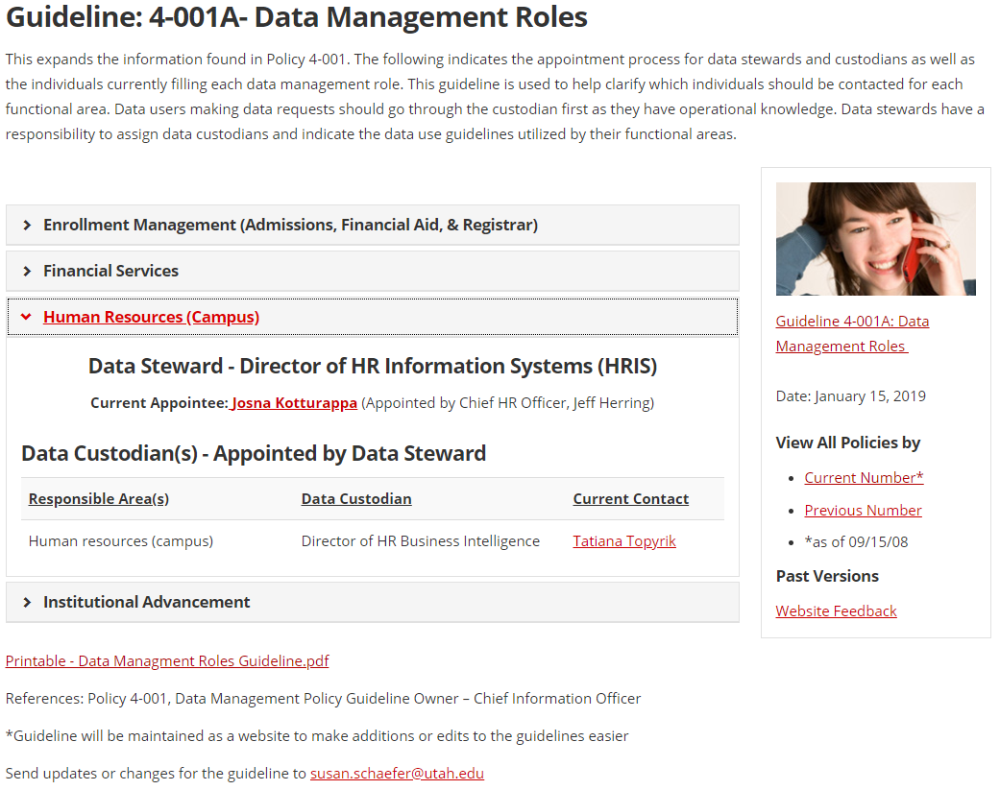 Guideline: 4-001A- Data Management Roles
This expands the information found in Policy 4-001. The following indicates the appointment process for data stewards and custodians as well as
the individuals currently filling each data management role. This guideline is used to help clarify which individuals should be contacted for each
functional area. Data users making data requests should go through the custodian first as they have operational knowledge. Data stewards have a
responsibility to assign data custodians and indicate the data use guidelines utilized by their functional areas.
Enrollment Management (Admissions, Financial Aid, & Registrar)
Financial Services
Human Resources (Campus)
Data Steward - Director of HR Information Systems (HRIS)
Current Appointee: Josna Kotturappa (Appointed by Chief HR Officer, Jeff Herring)
Data Custodian(s) - Appointed by Data Steward
Responsible Area(s) Data Custodian Current Contact
Human resources (campus) Director of HR Business Intelligence Tatiana Topyrik
Institutional Advancement
Guideline 4-001A: Data
Management Roles
Date: January 15, 2019
View All Policies by
• Current Number*
• Previous Number
• *as of 09/15/08
Past Versions
Website Feedback
Printable - Data Managment Roles Guideline.pdf
References: Policy 4-001, Data Management Policy Guideline Owner – Chief Information Officer
*Guideline will be maintained as a website to make additions or edits to the guidelines easier
Send updates or changes for the guideline to susan.schaefer@utah.edu